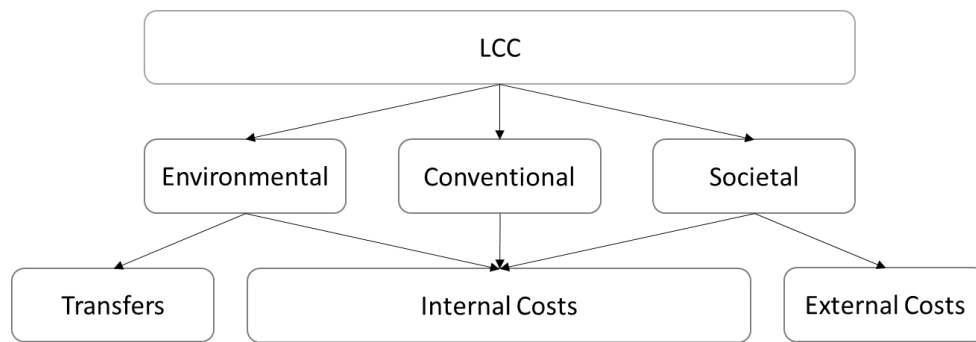 LCC
Environmental
Conventional
Societal
Transfers
Internal Costs
External Costs